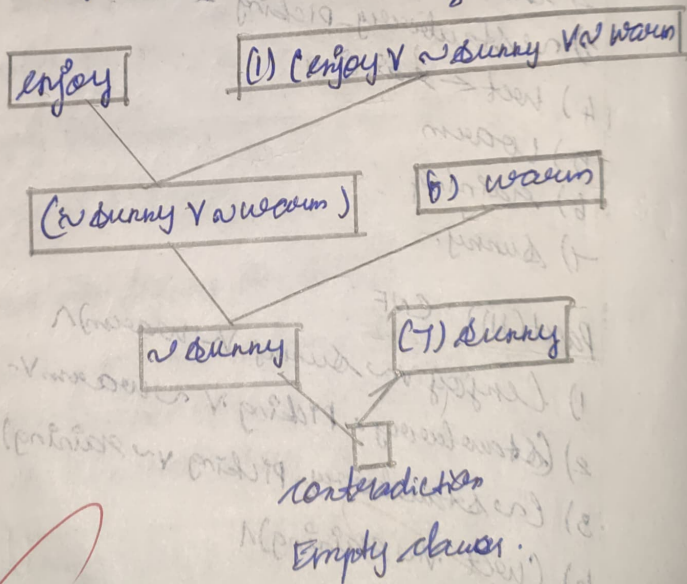 enjoy
(1) (enjoy V ~ sunny V ~ warm
(~ sunny V ~ warm)
6) warm
~ sunny
(7) sunny
contradiction
Empty clause.